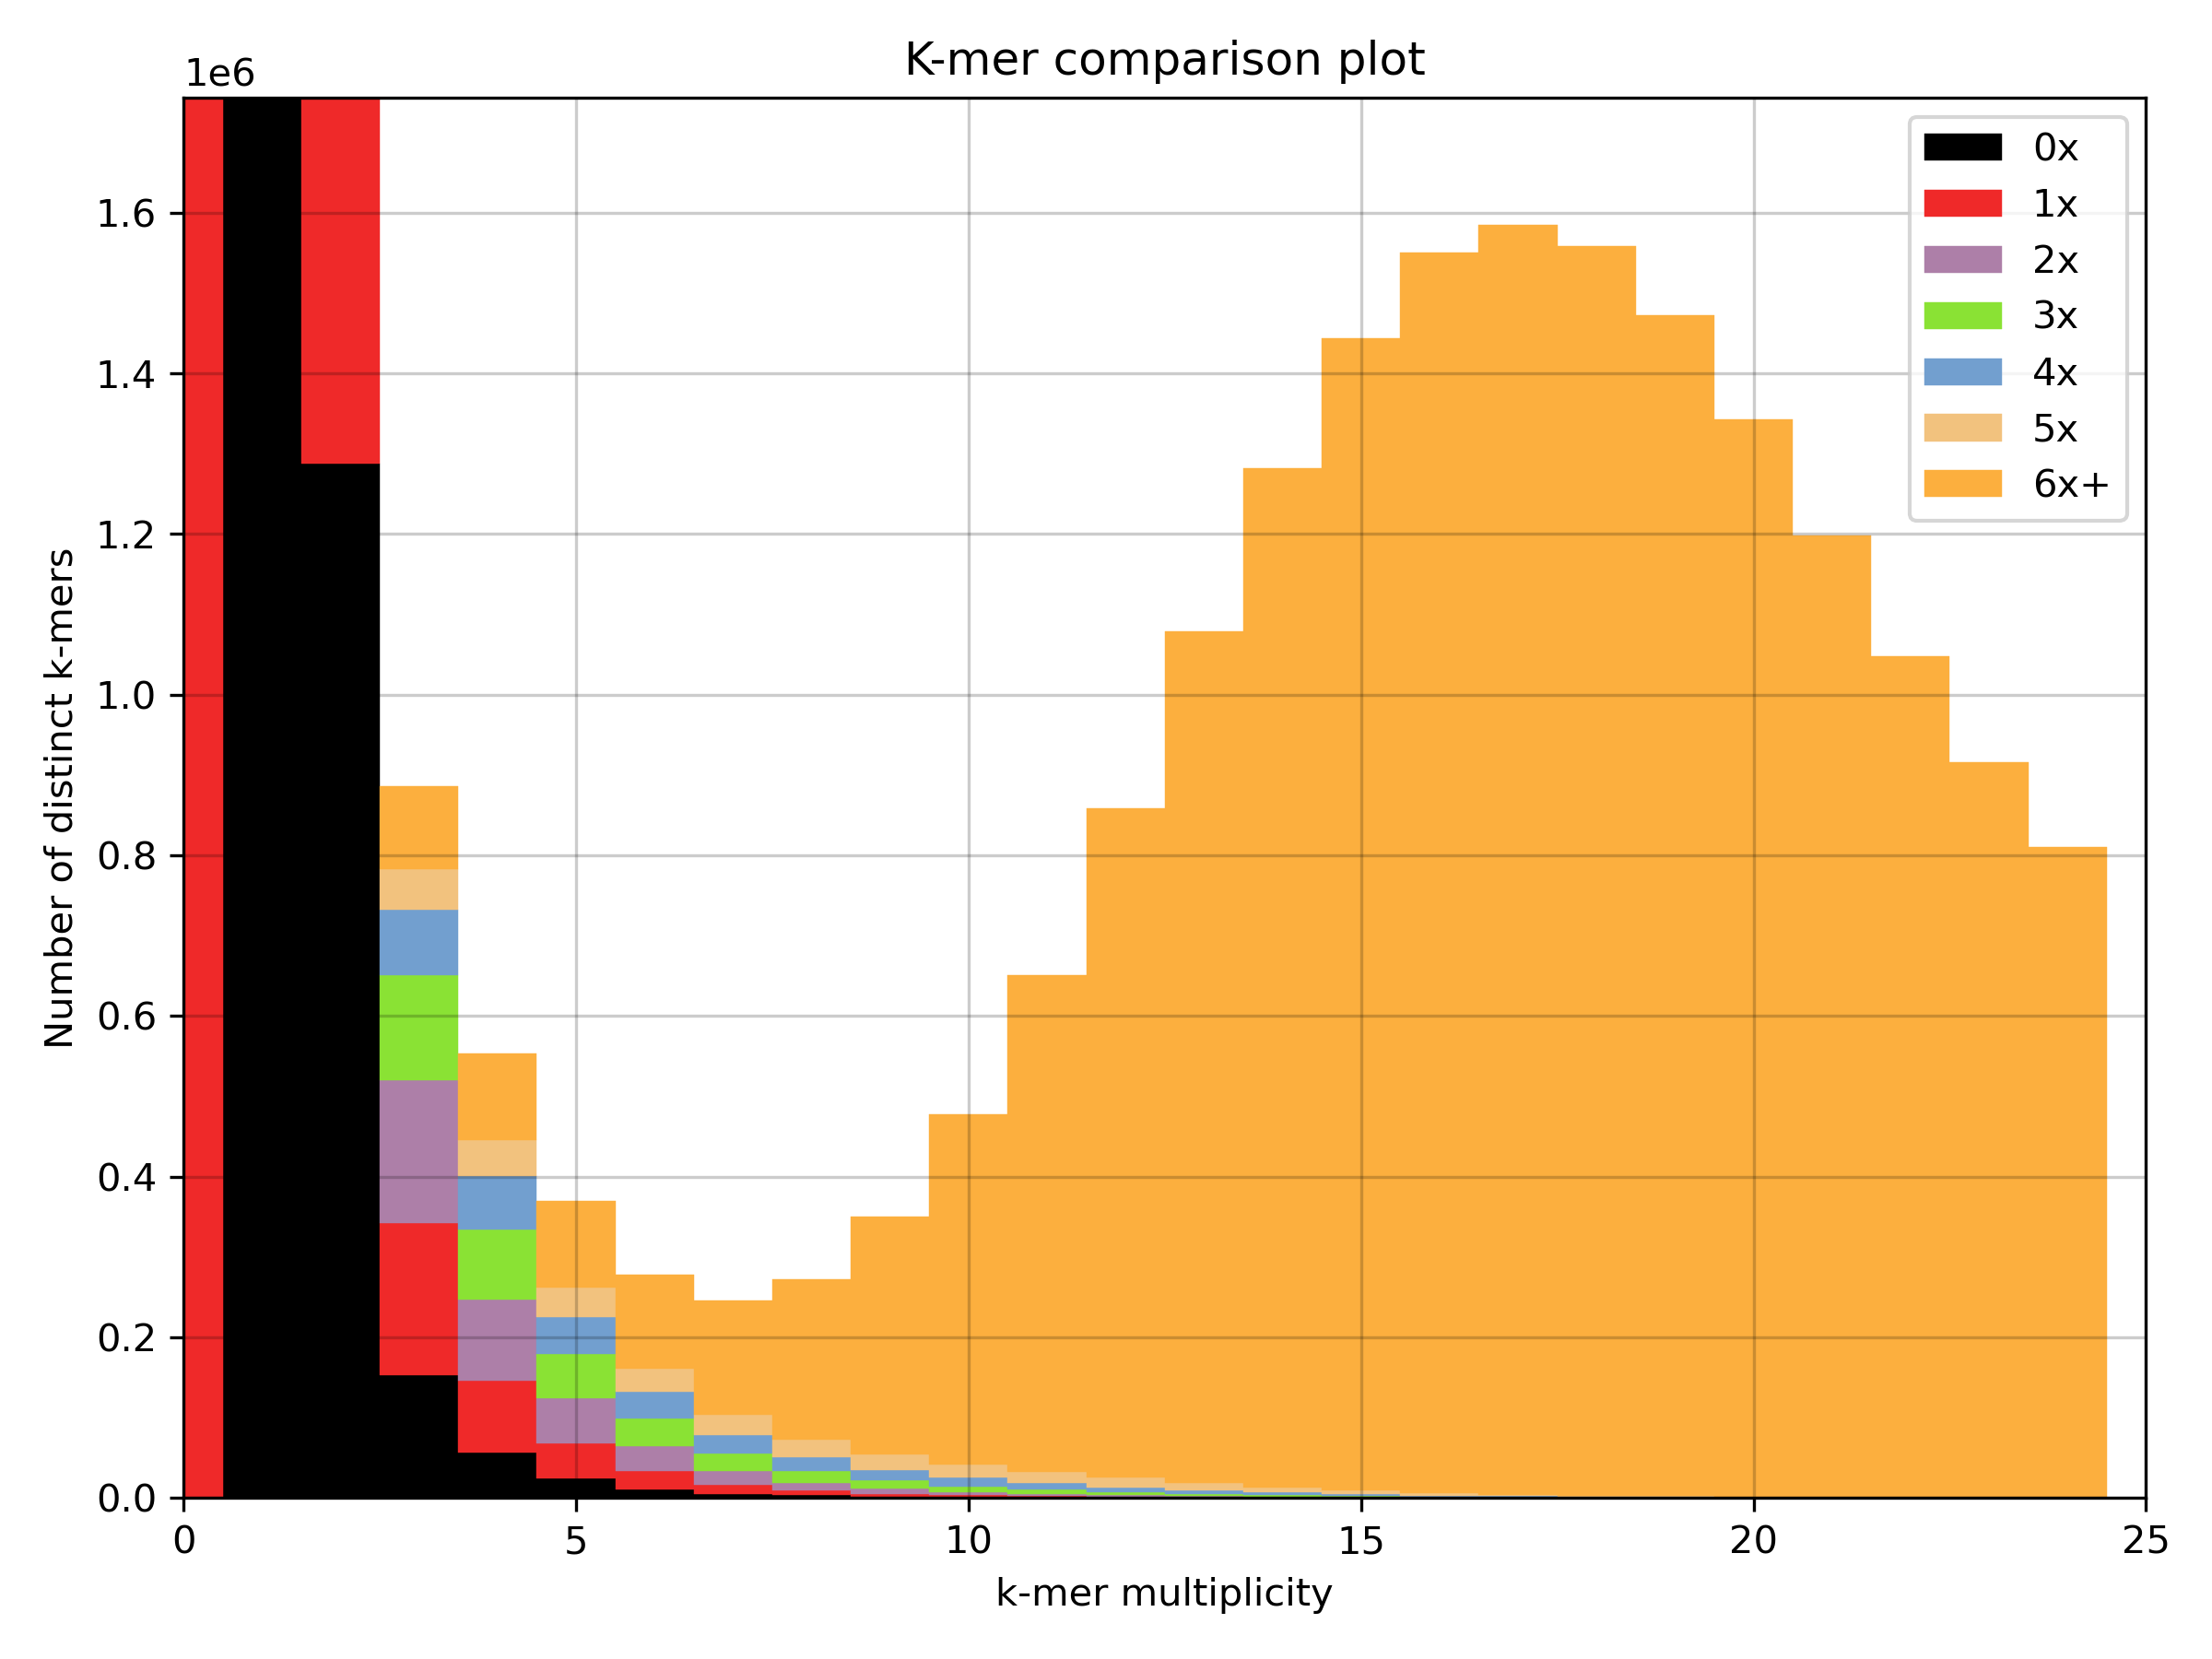 K-mer comparison plot
1e6
1.6
1.4
1.2
1.0
0.8
0.6
0.4
0.2
0.0
Number of distinct k-mers
0 5 10 15 20 25
k-mer multiplicity
0x
1x
2x
3x
4x
5x
6x+